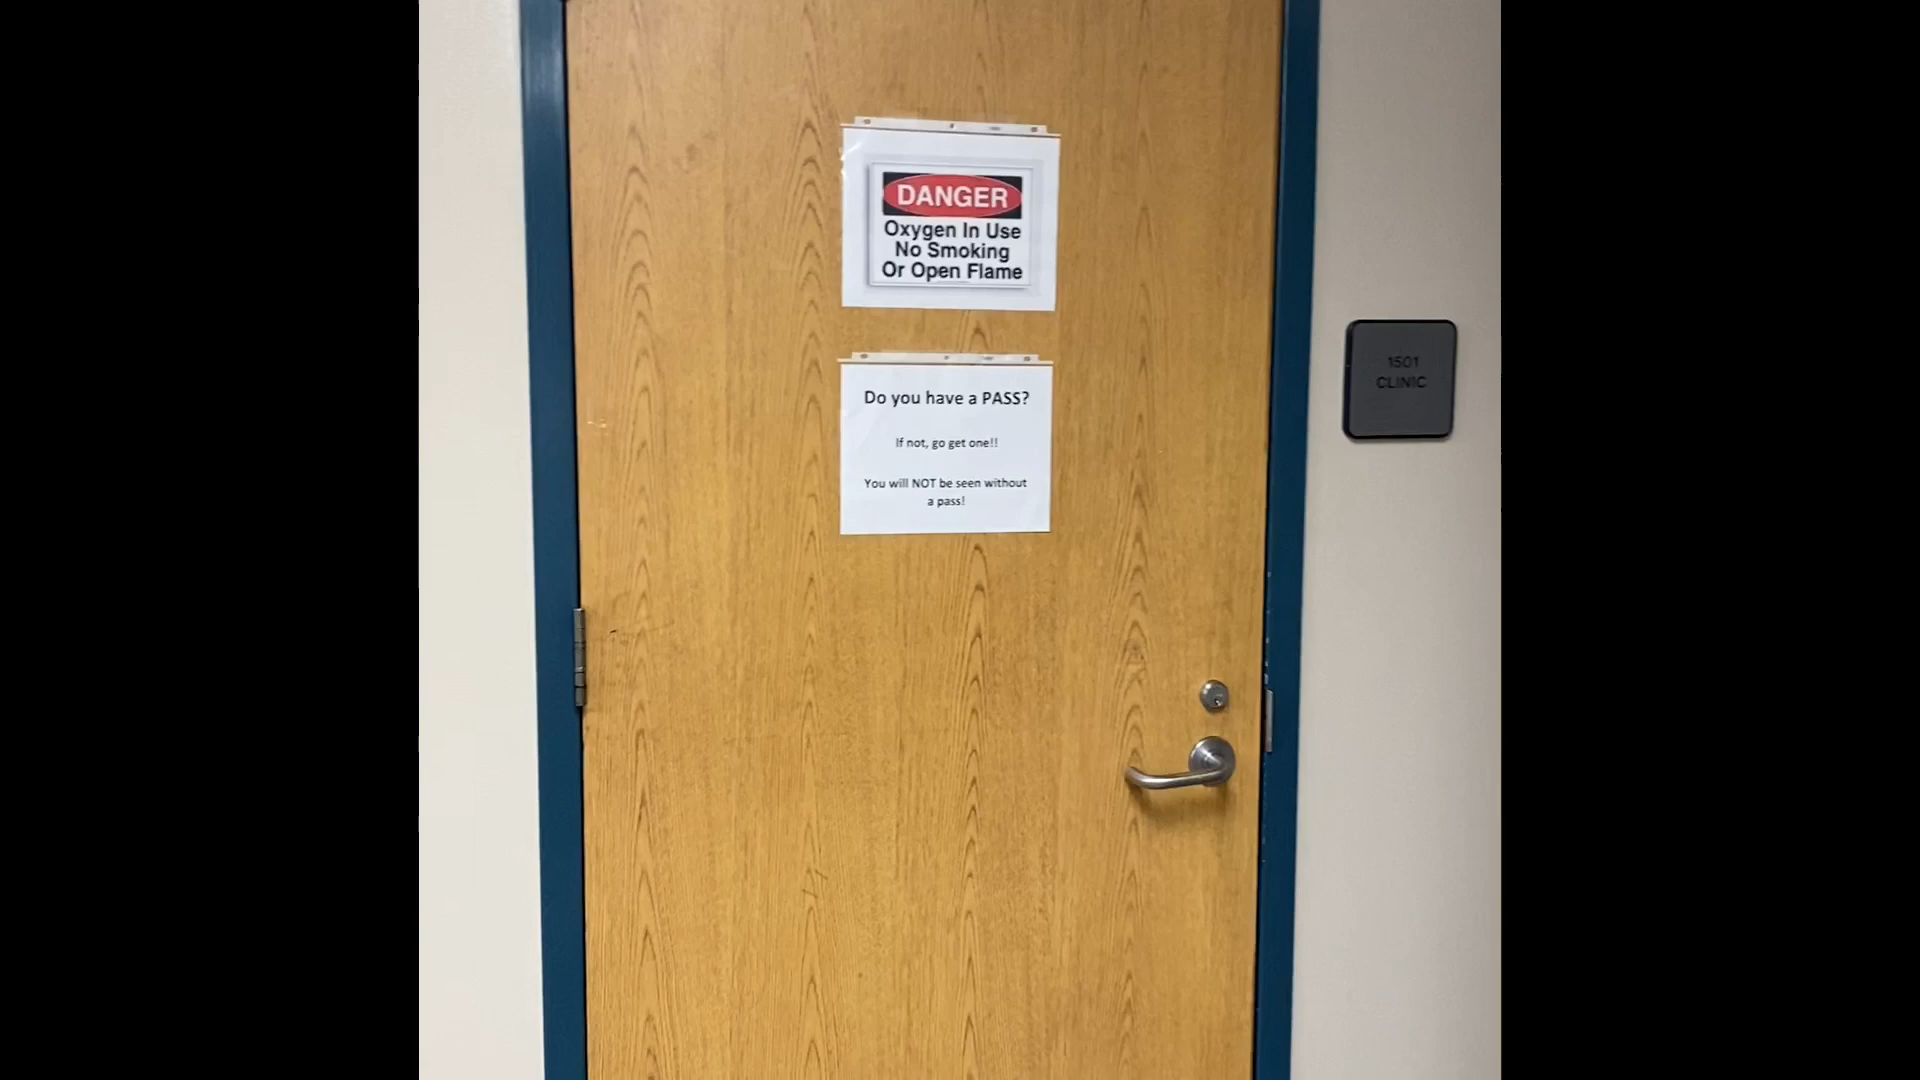 DANGER
Oxygen In Use
No Smoking
Or Open Flame
Do you have a PASS?
If not, go get one!!
You will NOT be seen without
a pass!
1501
CLINIC